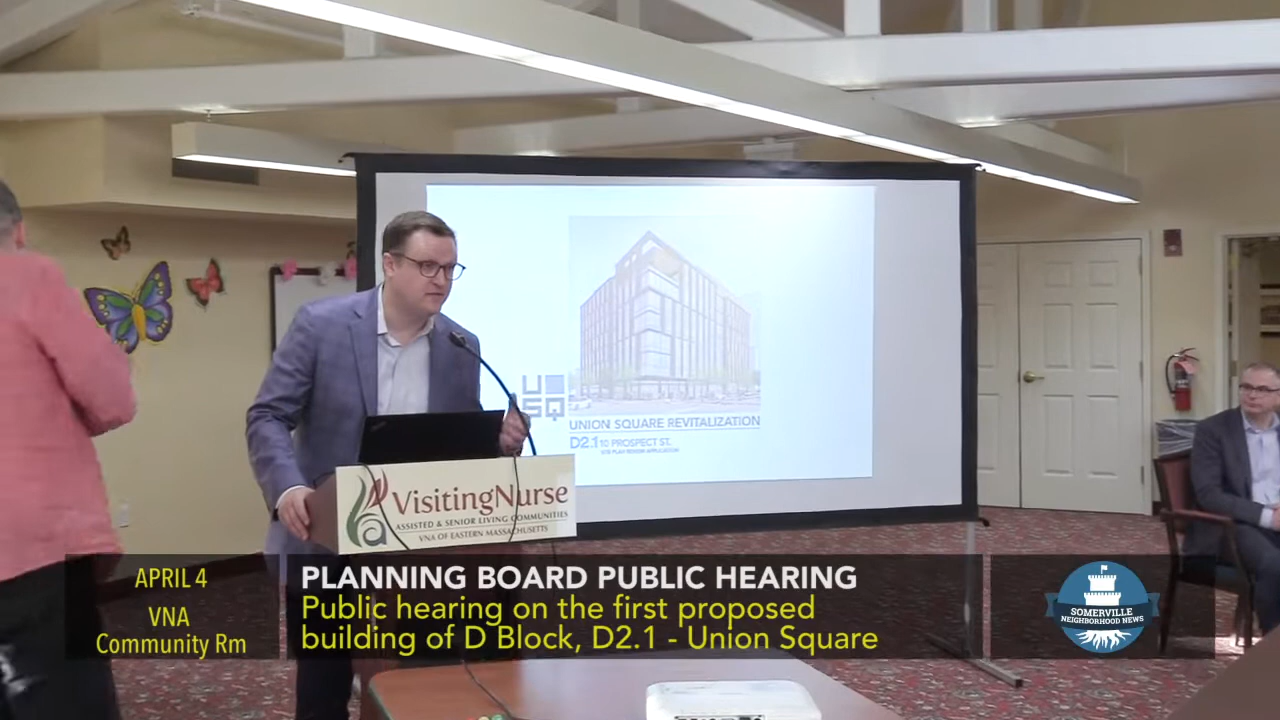 U
SQ
UNION SQUARE REVITALIZATION
D2.1 10 PROSPECT ST.
VisitingNurse
ASSISTED & SENIOR LIVING COMMUNITIES
VNA OF EASTERN MASSACHUSETTS
APRIL 4
VNA
Community Rm
PLANNING BOARD PUBLIC HEARING
Public hearing on the first proposed
building of D Block, D2.1 - Union Square
SOMERVILLE
NEIGHBORHOOD NEWS